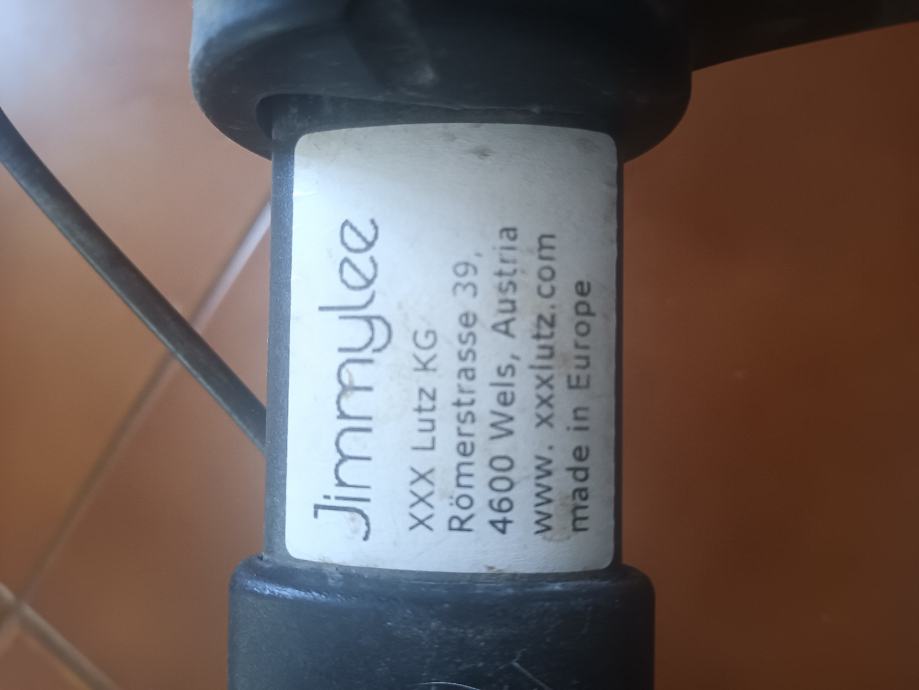 Jimmylee
XXX Lutz KG
Römerstrasse 39,
4600 Wels, Austria
www. xxxlutz.com
made in Europe